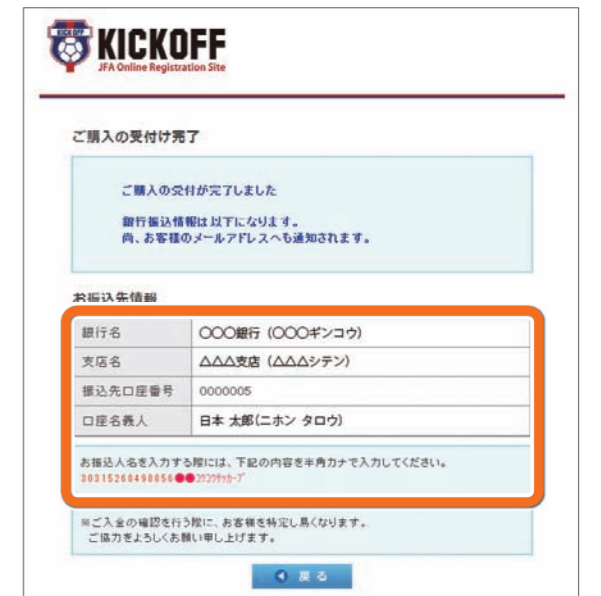 KICK OFF
KICKOFF
JFA Online Registration Site
ご購入の受付け完了
ご購入の受付が完了しました
銀行振込情報は以下になります。
尚、お客様のメールアドレスへも通知されます。
お振込先情報
銀行名 〇〇〇銀行 (〇〇〇ギンコウ)
支店名 △△△支店 (△△△シテン)
振込先口座番号 0000005
口座名義人 日本 太郎(ニホン タロウ)
お振込人名を入力する際には、下記の内容を半角カナで入力してください。
30315268498056●●
※ご入金の確認を行う際に、お客様を特定し易くなります。
ご協力をよろしくお願い申し上げます。
戻る